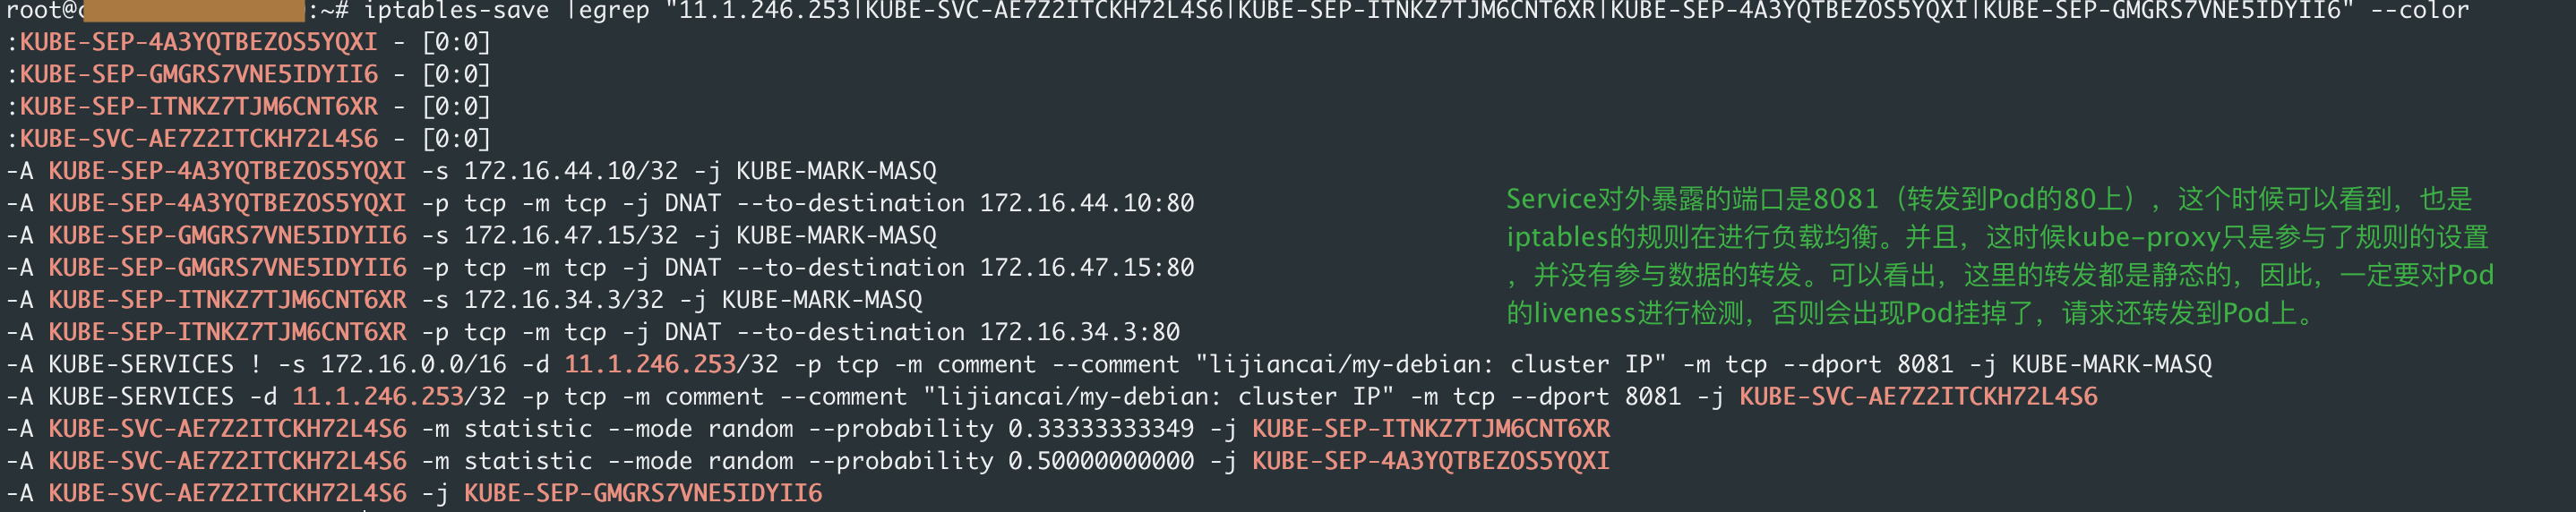 root@c :~# iptables-save |egrep "11.1.246.253|KUBE-SVC-AE7Z2ITCKH72L4S6|KUBE-SEP-ITNKZ7TJM6CNT6XR|KUBE-SEP-4A3YQTBEZOS5YQXI|KUBE-SEP-GMGRS7VNE5IDYII6" --color
:KUBE-SEP-4A3YQTBEZOS5YQXI - [0:0]
:KUBE-SEP-GMGRS7VNE5IDYII6 - [0:0]
:KUBE-SEP-ITNKZ7TJM6CNT6XR - [0:0]
:KUBE-SVC-AE7Z2ITCKH72L4S6 - [0:0]
-A KUBE-SEP-4A3YQTBEZOS5YQXI -s 172.16.44.10/32 -j KUBE-MARK-MASQ
-A KUBE-SEP-4A3YQTBEZOS5YQXI -p tcp -m tcp -j DNAT --to-destination 172.16.44.10:80
-A KUBE-SEP-GMGRS7VNE5IDYII6 -s 172.16.47.15/32 -j KUBE-MARK-MASQ
-A KUBE-SEP-GMGRS7VNE5IDYII6 -p tcp -m tcp -j DNAT --to-destination 172.16.47.15:80
-A KUBE-SEP-ITNKZ7TJM6CNT6XR -s 172.16.34.3/32 -j KUBE-MARK-MASQ
-A KUBE-SEP-ITNKZ7TJM6CNT6XR -p tcp -m tcp -j DNAT --to-destination 172.16.34.3:80
-A KUBE-SERVICES ! -s 172.16.0.0/16 -d 11.1.246.253/32 -p tcp -m comment --comment "lijiancai/my-debian: cluster IP" -m tcp --dport 8081 -j KUBE-MARK-MASQ
-A KUBE-SERVICES -d 11.1.246.253/32 -p tcp -m comment --comment "lijiancai/my-debian: cluster IP" -m tcp --dport 8081 -j KUBE-SVC-AE7Z2ITCKH72L4S6
-A KUBE-SVC-AE7Z2ITCKH72L4S6 -m statistic --mode random --probability 0.33333333349 -j KUBE-SEP-ITNKZ7TJM6CNT6XR
-A KUBE-SVC-AE7Z2ITCKH72L4S6 -m statistic --mode random --probability 0.50000000000 -j KUBE-SEP-4A3YQTBEZOS5YQXI
-A KUBE-SVC-AE7Z2ITCKH72L4S6 -j KUBE-SEP-GMGRS7VNE5IDYII6
Service对外暴露的端口是8081（转发到Pod的80上），这个时候可以看到，也是
iptables的规则在进行负载均衡。并且，这时候kube-proxy只是参与了规则的设置
，并没有参与数据的转发。可以看出，这里的转发都是静态的，因此，一定要对Pod
的liveness进行检测，否则会出现Pod挂掉了，请求还转发到Pod上。